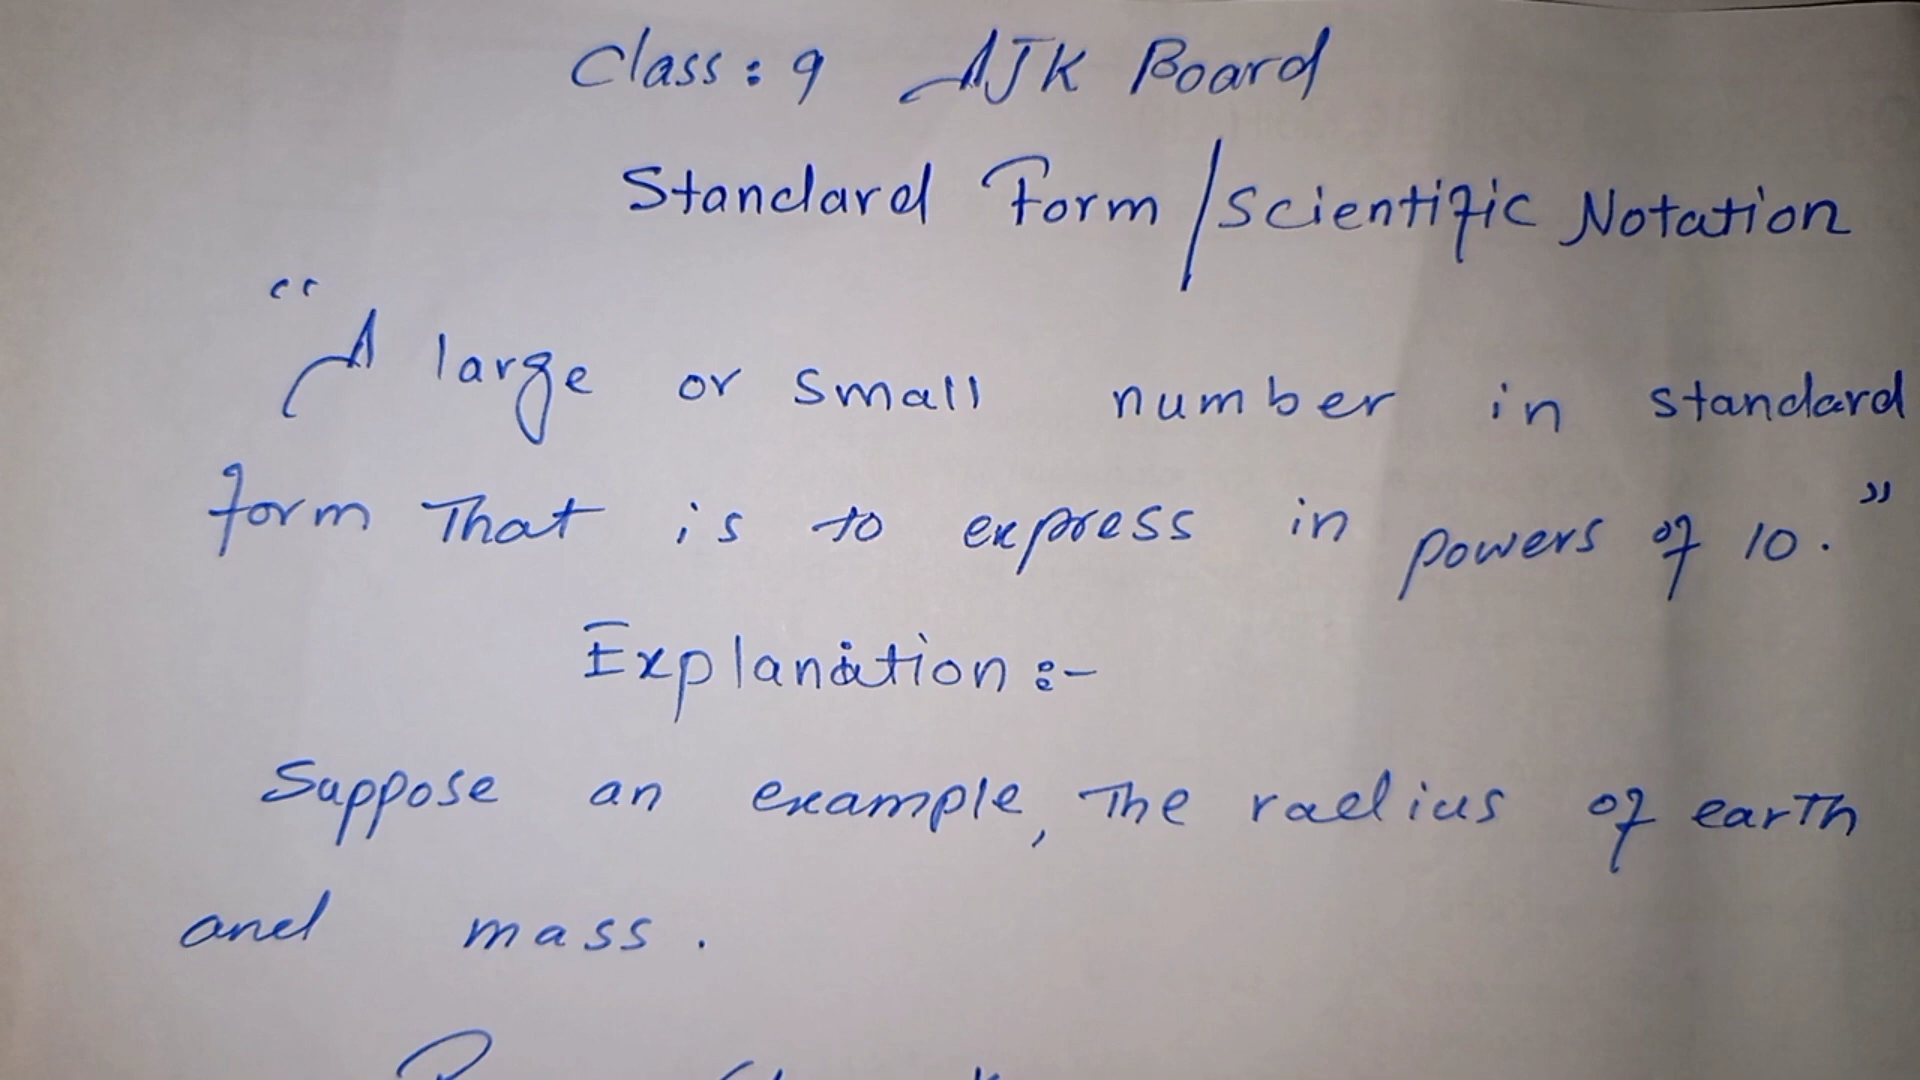 Class: 9 AJK Board
Standard Form / Scientific Notation
"A large or small number in standard
form That is to express in powers of 10."
Explanation :-
Suppose an example, The radius of earth
and mass.